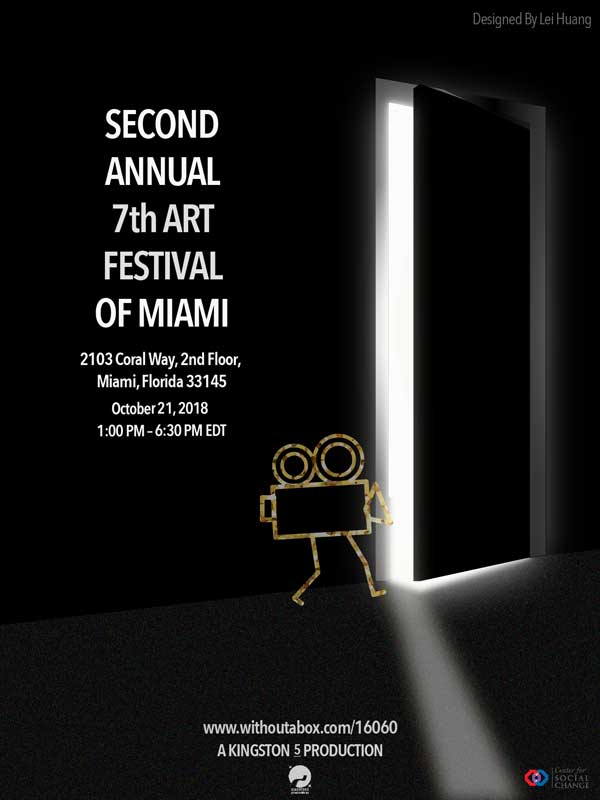 Designed By Lei Huang
SECOND
ANNUAL
7th ART
FESTIVAL
OF MIAMI
2103 Coral Way, 2nd Floor,
Miami, Florida 33145
October 21, 2018
1:00 PM – 6:30 PM EDT
www.withoutabox.com/16060
A KINGSTON 5 PRODUCTION
Center for
SOCIAL
CHANGE